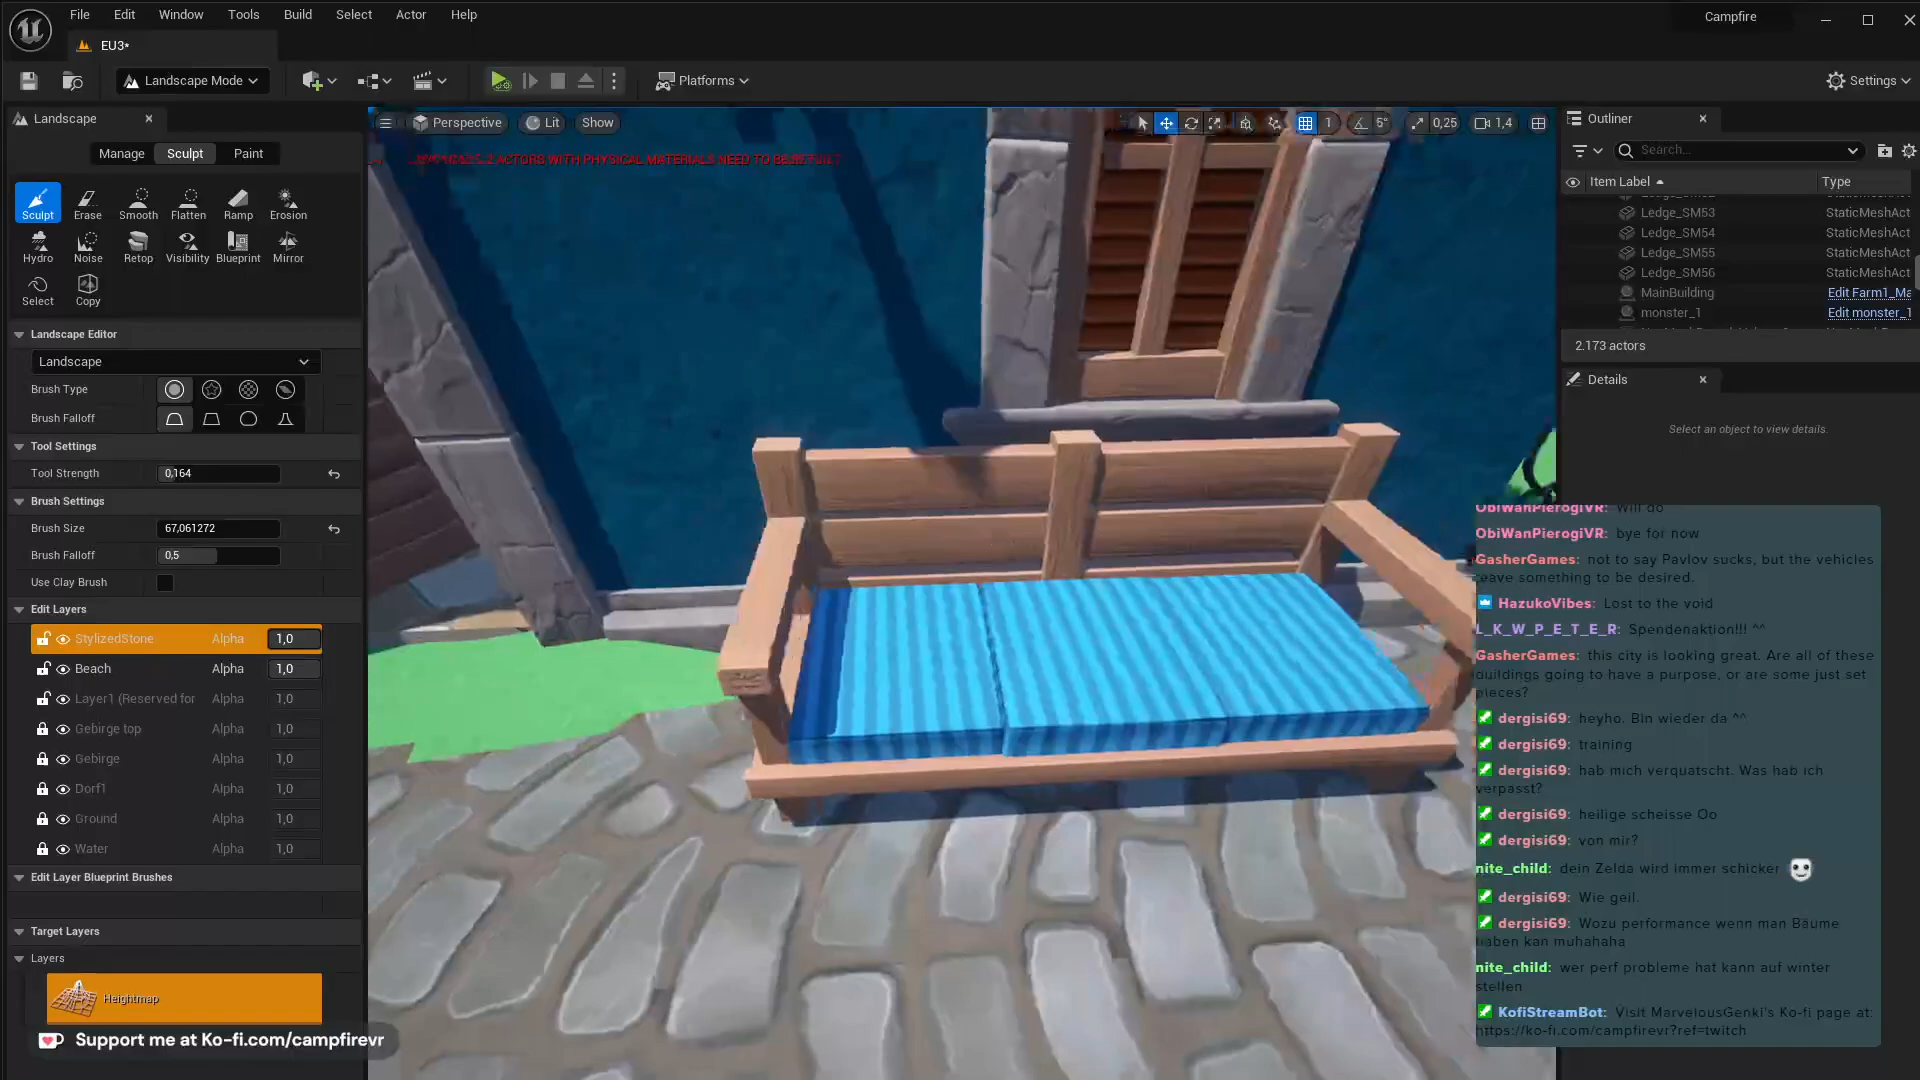 File Edit Window Tools Build Select Actor Help
Campfire
EU3*
Landscape Mode
Platforms
Settings
Landscape
Manage Sculpt Paint
Sculpt Erase Smooth Flatten Ramp Erosion
Hydro Noise Retop Visibility Blueprint Mirror
Select Copy
Landscape Editor
Landscape
Brush Type
Brush Falloff
Tool Settings
Tool Strength 0,164
Brush Settings
Brush Size 67,061272
Brush Falloff 0,5
Use Clay Brush
Edit Layers
StylizedStone Alpha 1,0
Beach Alpha 1,0
Layer1 (Reserved for Alpha 1,0
Gebirge top Alpha 1,0
Gebirge Alpha 1,0
Dorf1 Alpha 1,0
Ground Alpha 1,0
Water Alpha 1,0
Edit Layer Blueprint Brushes
Target Layers
Layers
Heightmap
Support me at Ko-fi.com/campfirevr
Perspective Lit Show
1 5° 0,25 1,4
ACTORS WITH PHYSICAL MATERIALS NEED TO BE
Outliner
Search...
Item Label Type
Ledge_SM53 StaticMeshAct
Ledge_SM54 StaticMeshAct
Ledge_SM55 StaticMeshAct
Ledge_SM56 StaticMeshAct
MainBuilding Edit Farm1_Ma
monster_1 Edit monster_1
2.173 actors
Details
Select an object to view details.
ObiWanPierogiVR: Will do
ObiWanPierogiVR: bye for now
GasherGames: not to say Pavlov sucks, but the vehicles
leave something to be desired.
HazukoVibes: Lost to the void
L_K_W_P_E_T_E_R: Spendenaktion!!! ^^
GasherGames: this city is looking great. Are all of these
buildings going to have a purpose, or are some just set
pieces?
dergisi69: heyho. Bin wieder da ^^
dergisi69: training
dergisi69: hab mich verquatscht. Was hab ich
verpasst?
dergisi69: heilige scheisse Oo
dergisi69: von mir?
nite_child: dein Zelda wird immer schicker
dergisi69: Wie geil.
dergisi69: Wozu performance wenn man Bäume
haben kan muhahaha
nite_child: wer perf probleme hat kann auf winter
stellen
KofiStreamBot: Visit MarvelousGenki's Ko-fi page at:
https://ko-fi.com/campfirevr?ref=twitch